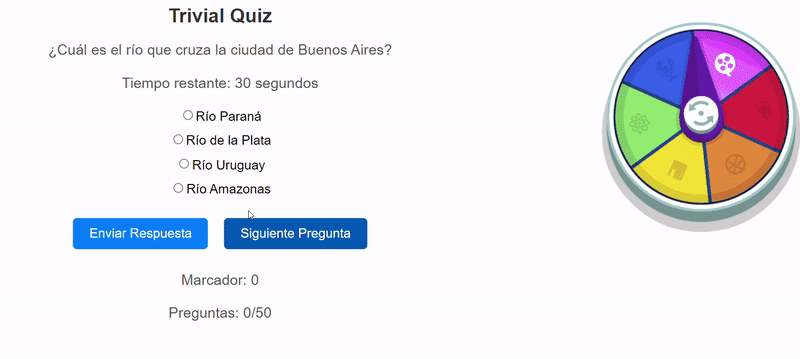 Trivial Quiz
¿Cuál es el río que cruza la ciudad de Buenos Aires?
Tiempo restante: 30 segundos
Río Paraná
Río de la Plata
Río Uruguay
Río Amazonas
Enviar Respuesta
Siguiente Pregunta
Marcador: 0
Preguntas: 0/50